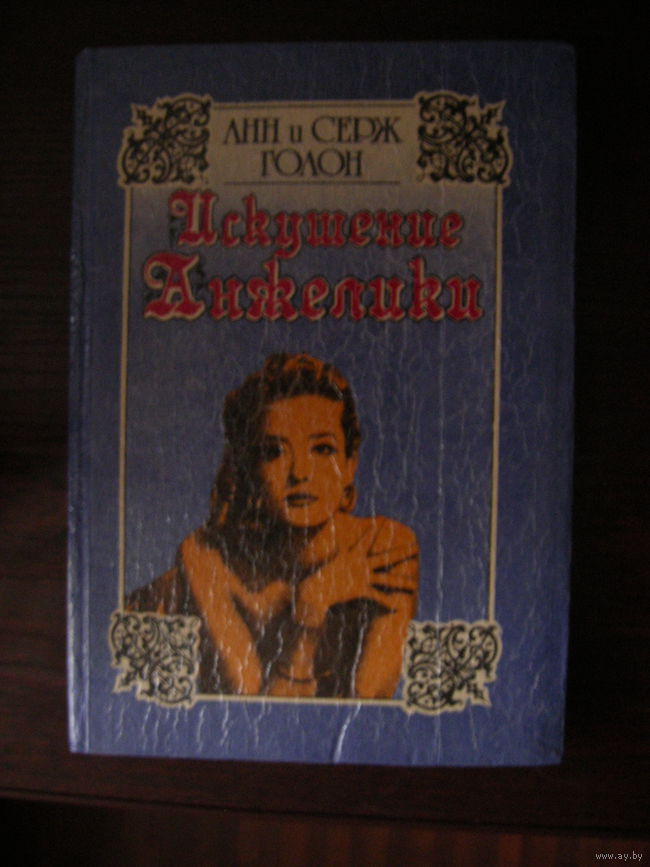 АНН и СЕРЖ
ГОЛОН
Искушение
Анжелики
www.ay.by